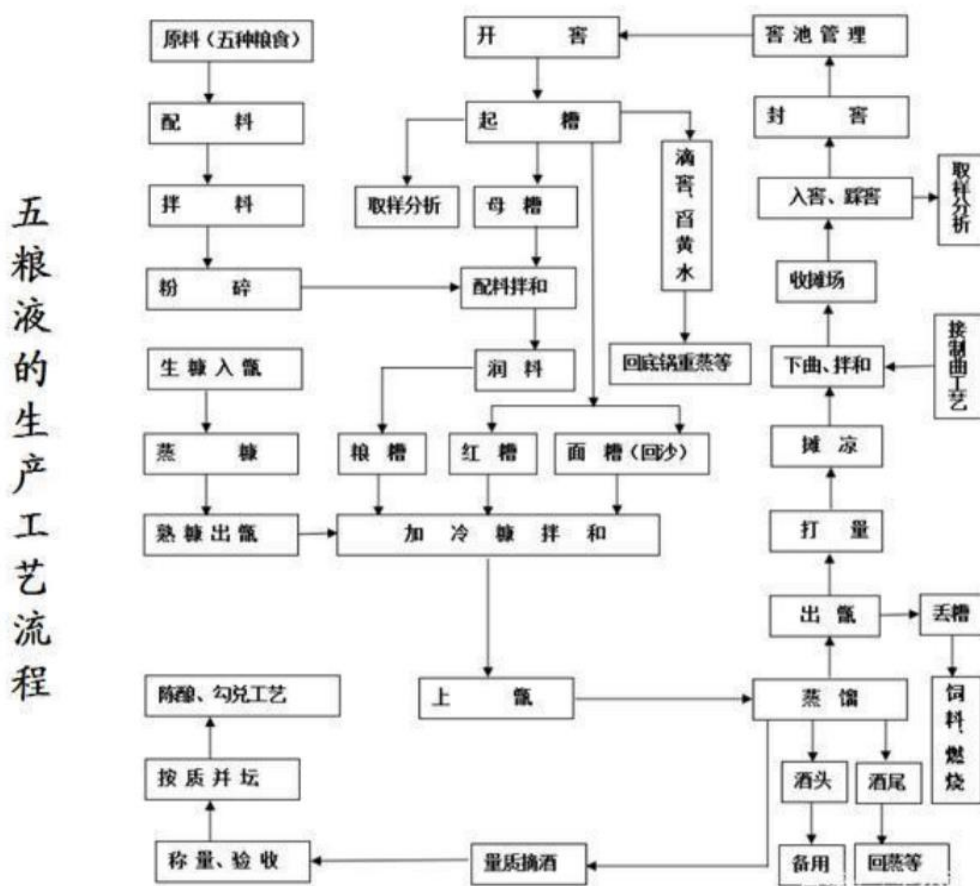 五粮液的生产工艺流程
原料（五种粮食）
配料
拌料
粉碎
生糠入甑
蒸糠
熟糠出甑
开窖
起糟
取样分析
母糟
滴窖、舀黄水
配料拌和
回底锅重蒸等
润料
粮糟
红糟
面糟（回沙）
加冷糠拌和
上甑
蒸馏
酒头
备用
酒尾
回蒸等
出甑
丢糟
饲料、燃烧
打量
摊凉
下曲、拌和
接制曲工艺
收摊场
入窖、踩窖
取样分析
封窖
窖池管理
量质摘酒
称量、验收
按质并坛
陈酿、勾兑工艺